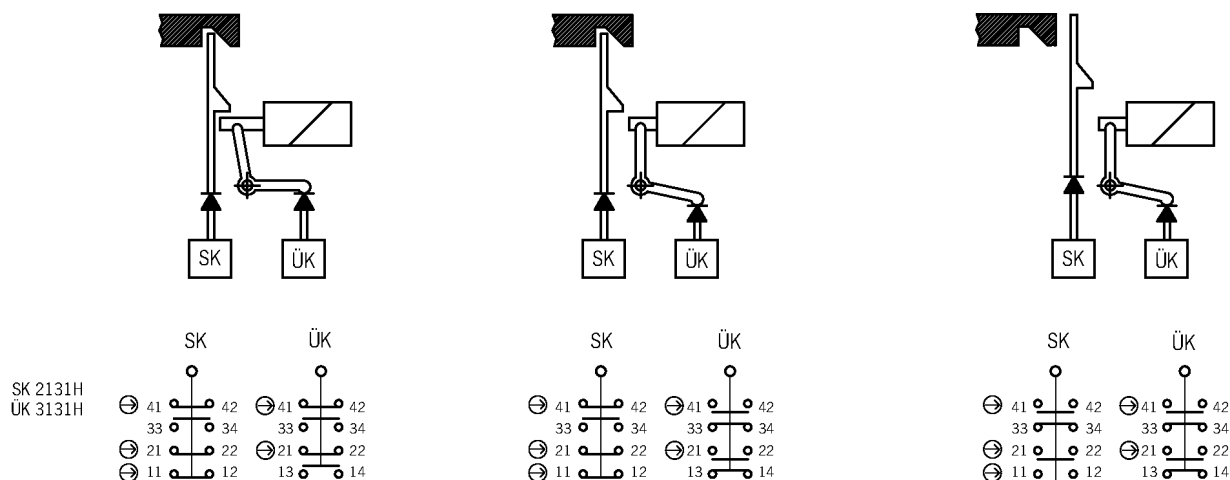 SK ÜK SK ÜK SK ÜK
SK ÜK SK ÜK SK ÜK
SK 2131H
ÜK 3131H
41 42 41 42 41 42 41 42 41 42 41 42
33 34 33 34 33 34 33 34 33 34 33 34
21 22 21 22 21 22 21 22 21 22 21 22
11 12 13 14 11 12 13 14 11 12 13 14